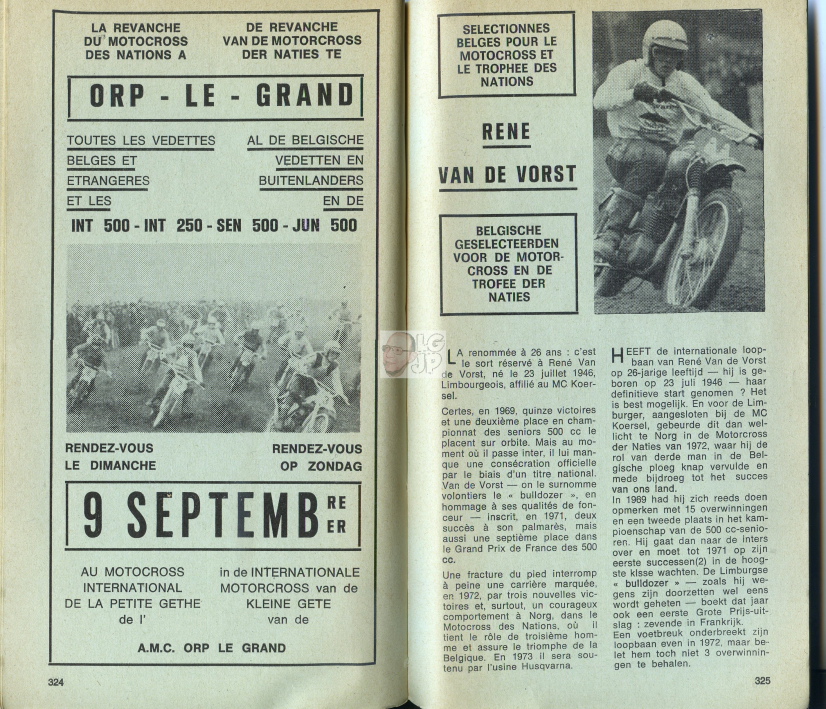 LA REVANCHE
DU MOTOCROSS
DES NATIONS A
DE REVANCHE
VAN DE MOTORCROSS
DER NATIES TE
ORP - LE - GRAND
TOUTES LES VEDETTES
BELGES ET
ETRANGERES
ET LES
AL DE BELGISCHE
VEDETTEN EN
BUITENLANDERS
EN DE
INT 500 - INT 250 - SEN 500 - JUN 500
RENDEZ-VOUS
LE DIMANCHE
RENDEZ-VOUS
OP ZONDAG
9 SEPTEMBRE
ER
AU MOTOCROSS
INTERNATIONAL
DE LA PETITE GETHE
de l'
in de INTERNATIONALE
MOTORCROSS van de
KLEINE GETE
van de
A.M.C. ORP LE GRAND
324
SELECTIONNES
BELGES POUR LE
MOTOCROSS ET
LE TROPHEE DES
NATIONS
RENE
VAN DE VORST
BELGISCHE
GESELECTEERDEN
VOOR DE MOTOR-
CROSS EN DE
TROFEE DER
NATIES
LGJP
LA renommée à 26 ans : c'est
le sort réservé à René Van
de Vorst, né le 23 juillet 1946,
Limbourgeois, affilié au MC Koer-
sel.
Certes, en 1969, quinze victoires
et une deuxième place en cham-
pionnat des seniors 500 cc le
placent sur orbite. Mais au mo-
ment où il passe inter, il lui man-
que une consécration officielle
par le biais d'un titre national.
Van de Vorst — on le surnomme
volontiers le « bulldozer », en
hommage à ses qualités de fon-
ceur — inscrit, en 1971, deux
succès à son palmarès, mais
aussi une septième place dans
le Grand Prix de France des 500
cc.
Une fracture du pied interromp
à peine une carrière marquée,
en 1972, par trois nouvelles vic-
toires et, surtout, un courageux
comportement à Norg, dans le
Motocross des Nations, où il
tient le rôle de troisième hom-
me et assure le triomphe de la
Belgique. En 1973 il sera sou-
tenu par l'usine Husqvarna.
HEEFT de internationale loop-
baan van René Van de Vorst
op 26-jarige leeftijd — hij is ge-
boren op 23 juli 1946 — haar
definitieve start genomen ? Het
is best mogelijk. En voor de Lim-
burger, aangesloten bij de MC
Koersel, gebeurde dit dan wel-
licht te Norg in de Motorcross
der Naties van 1972, waar hij de
rol van derde man in de Bel-
gische ploeg knap vervulde en
mede bijdroeg tot het succes
van ons land.
In 1969 had hij zich reeds doen
opmerken met 15 overwinningen
en een tweede plaats in het kam-
pioenschap van de 500 cc-senio-
ren. Hij gaat dan naar de inters
over en moet tot 1971 op zijn
eerste successen(2) in de hoog-
ste klsse wachten. De Limburgse
« bulldozer » — zoals hij we-
gens zijn doorzetten wel eens
wordt geheten — boekt dat jaar
ook een eerste Grote Prijs-uit-
slag : zevende in Frankrijk.
Een voetbreuk onderbreekt zijn
loopbaan even in 1972, maar be-
let hem toch niet 3 overwinnin-
gen te behalen.
325